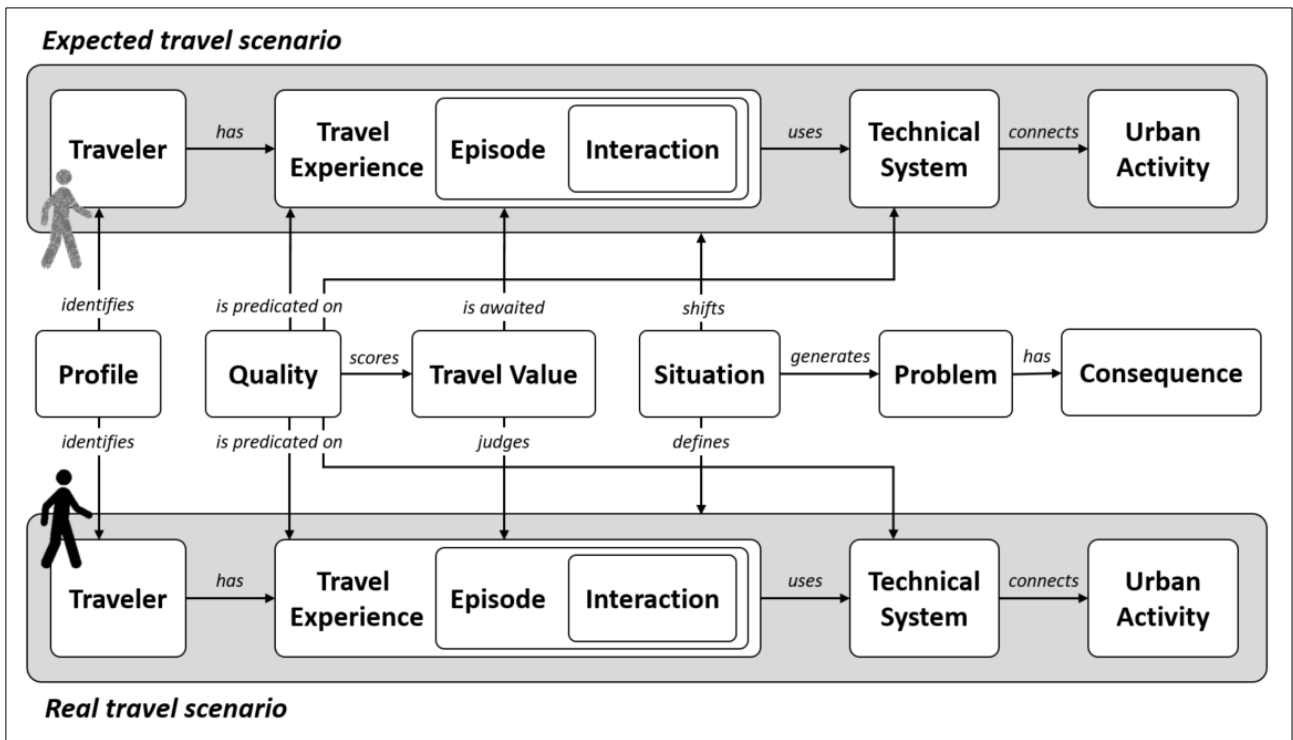 Expected travel scenario
Traveler
has
Travel
Experience
Episode
Interaction
uses
Technical
System
connects
Urban
Activity
identifies
is predicated on
is awaited
shifts
Profile
Quality
scores
Travel Value
Situation
generates
Problem
has
Consequence
identifies
is predicated on
judges
defines
Traveler
has
Travel
Experience
Episode
Interaction
uses
Technical
System
connects
Urban
Activity
Real travel scenario